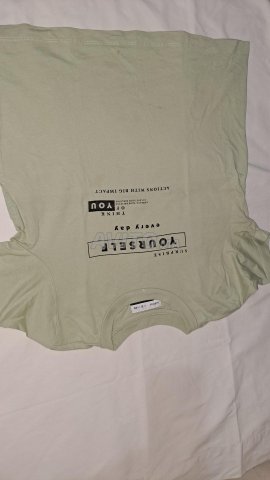 SURPRISE
YOURSELF
every day
THINK
OF
YOU
ACTIONS WITH BIG IMPACT